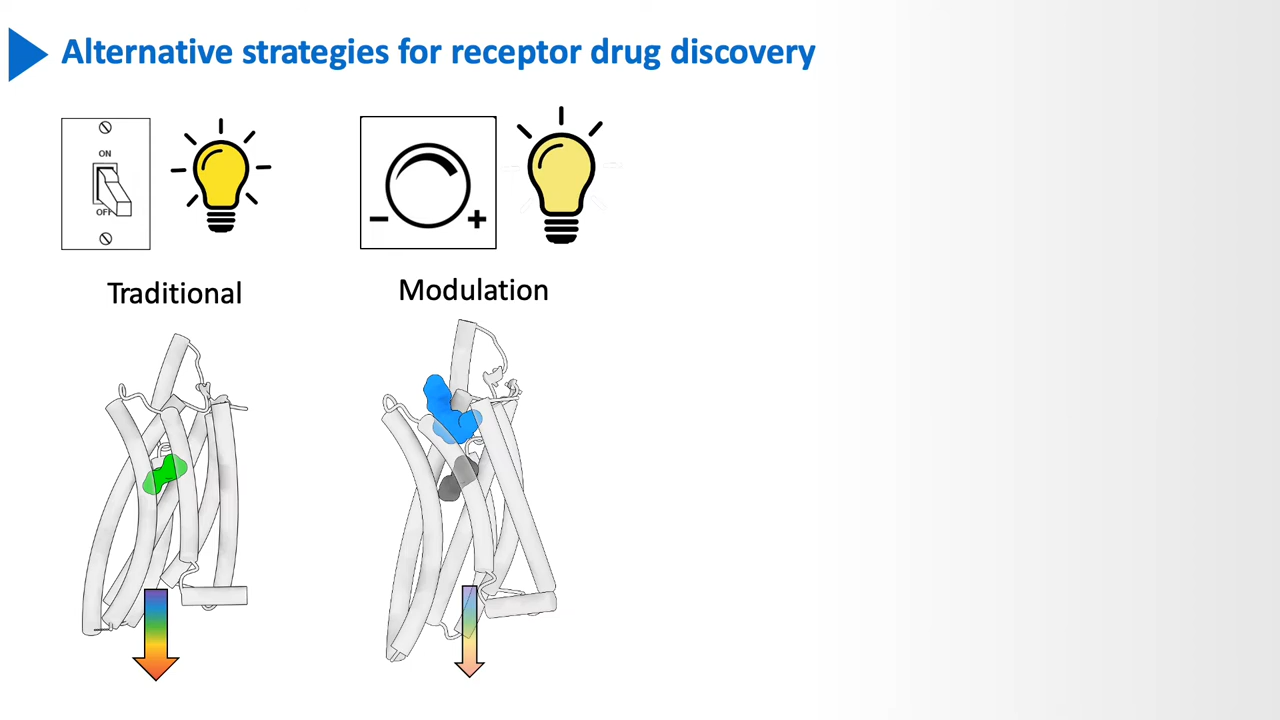 Alternative strategies for receptor drug discovery
ON
OFF
− +
Traditional
Modulation